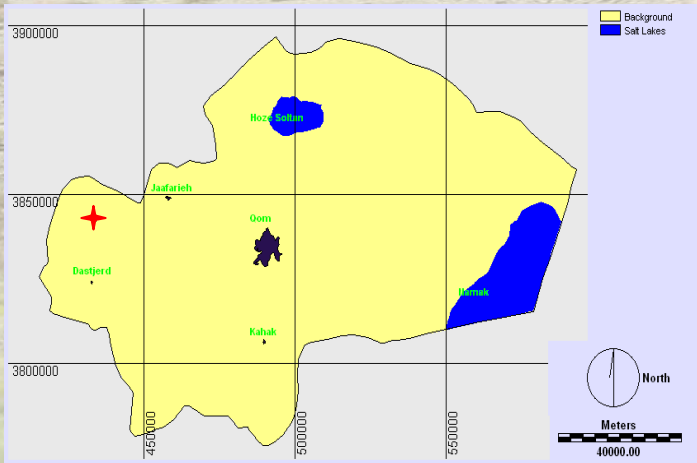 3900000
Background
Salt Lakes
Hoze Soltan
Jaafarieh
3850000
Qom
Dastjerd
Namak
Kahak
3800000
North
450000
500000
550000
Meters
40000.00